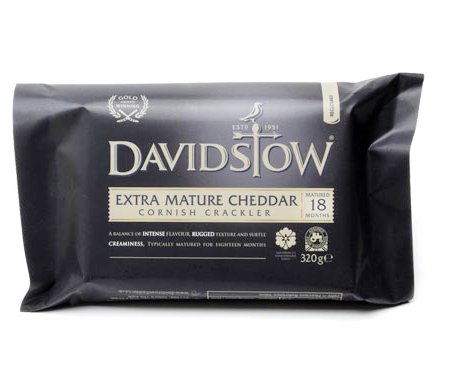 GOLD
AWARD
WINNING
ESTD 1951
DAVIDSTOW
EXTRA MATURE CHEDDAR
CORNISH CRACKLER
MATURED
18
MONTHS
A BALANCE OF INTENSE FLAVOUR, RUGGED TEXTURE AND SUBTLE
CREAMINESS, TYPICALLY MATURED FOR EIGHTEEN MONTHS.
320g℮